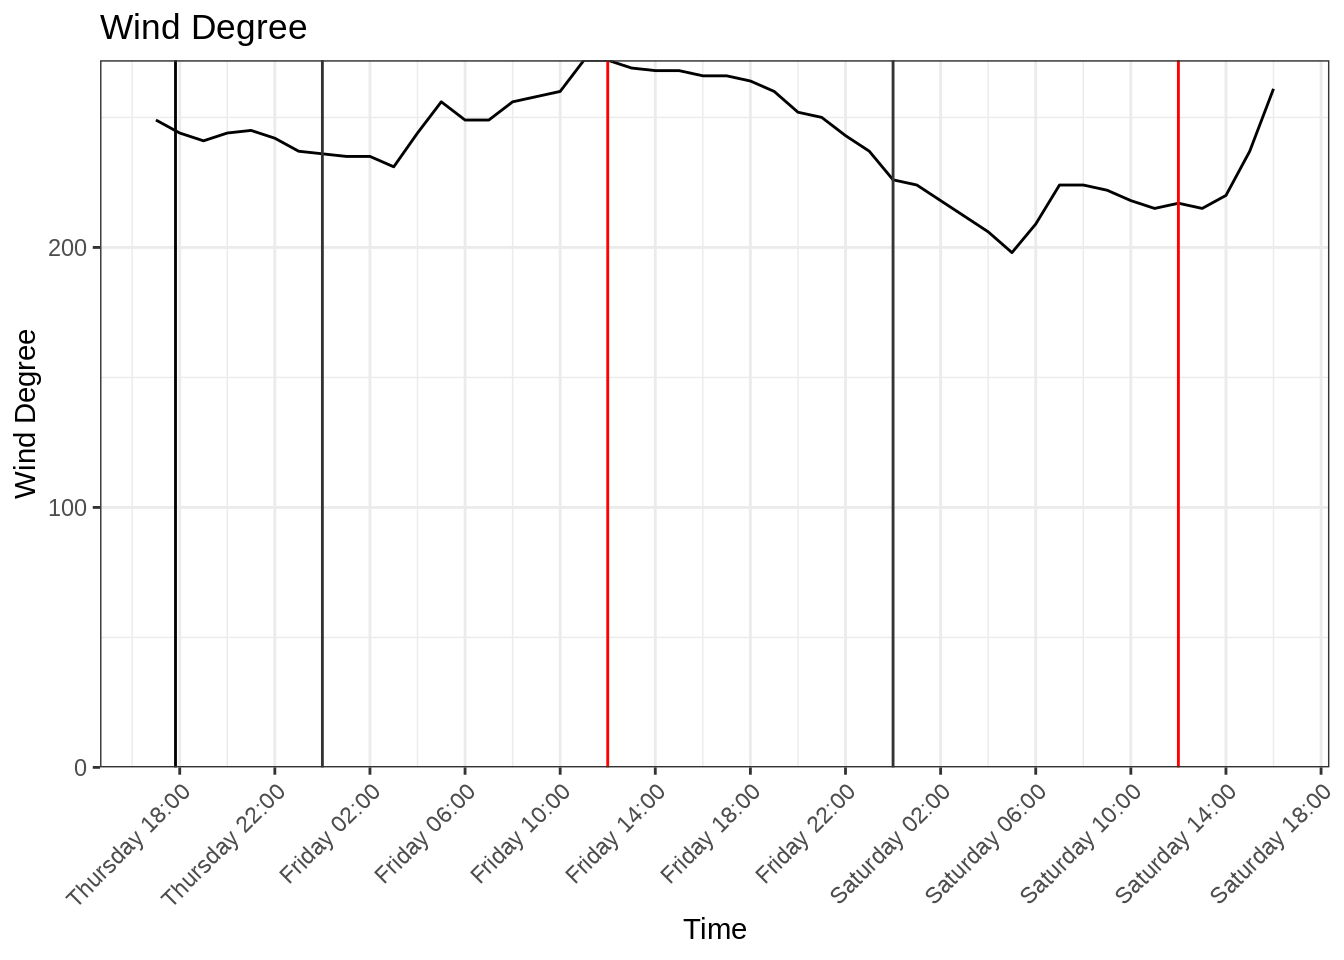 Wind Degree
Wind Degree
200
100
0
Thursday 18:00
Thursday 22:00
Friday 02:00
Friday 06:00
Friday 10:00
Friday 14:00
Friday 18:00
Friday 22:00
Saturday 02:00
Saturday 06:00
Saturday 10:00
Saturday 14:00
Saturday 18:00
Time